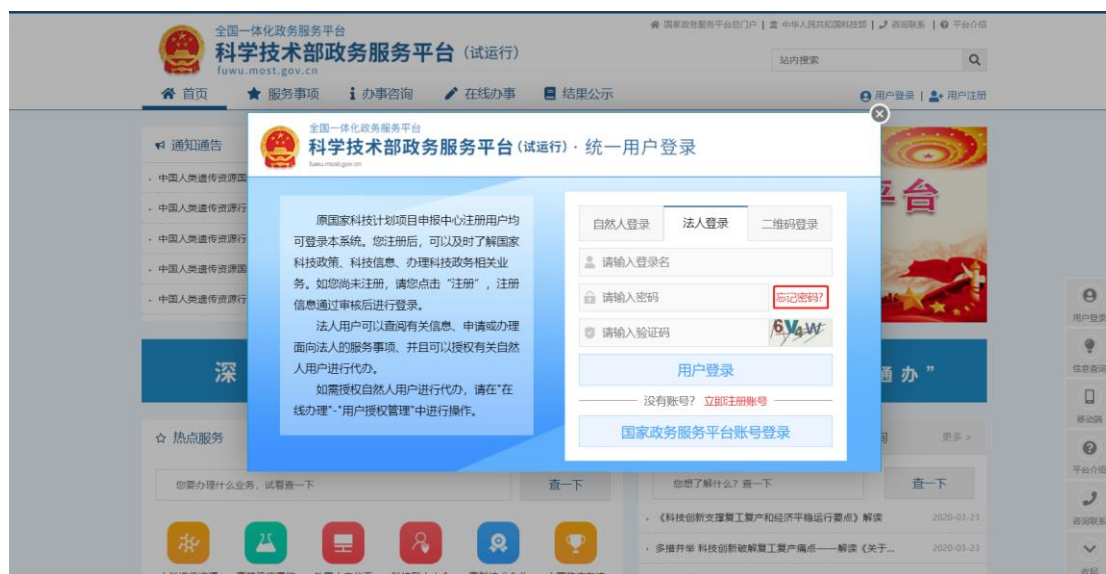 全国一体化政务服务平台
国家政务服务平台总门户 | 中华人民共和国科技部 | 咨询联系 | 平台介绍
科学技术部政务服务平台（试运行）
fuwu.most.gov.cn
站内搜索
首页 服务事项 办事咨询 在线办事 结果公示
用户登录 | 用户注册
全国一体化政务服务平台
科学技术部政务服务平台(试运行)·统一用户登录
fuwu.most.gov.cn
通知通告
中国人类遗传资源国
中国人类遗传资源行
中国人类遗传资源行
中国人类遗传资源国
中国人类遗传资源行
原国家科技计划项目申报中心注册用户均
可登录本系统。您注册后，可以及时了解国家
科技政策、科技信息、办理科技政务相关业
务。如您尚未注册，请您点击“注册”，注册
信息通过审核后进行登录。
法人用户可以查阅有关信息、申请或办理
面向法人的服务事项、并且可以授权有关自然
人用户进行代办。
如需授权自然人用户进行代办，请在“在
线办理”-“用户授权管理”中进行操作。
自然人登录 法人登录 二维码登录
请输入登录名
请输入密码 忘记密码?
请输入验证码 6V4W
用户登录
没有账号? 立即注册账号
国家政务服务平台账号登录
平台
深
通办”
用户登录
信息查询
移动端
平台介绍
咨询联系
收起
热点服务
更多 >
您要办理什么业务，试着查一下 查一下
您想了解什么? 查一下 查一下
《科技创新支撑复工复产和经济平稳运行要点》解读 2020-03-23
多措并举 科技创新破解复工复产痛点——解读《关于... 2020-03-23